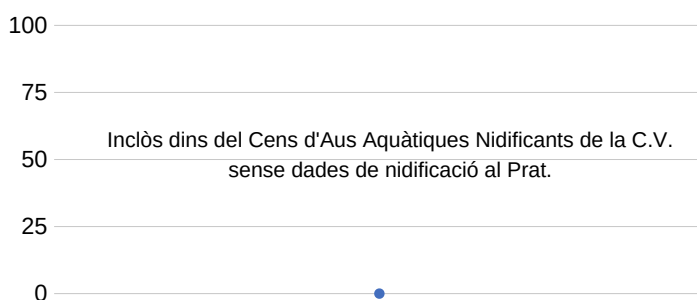 100
75
Inclòs dins del Cens d'Aus Aquàtiques Nidificants de la C.V.
50
sense dades de nidificació al Prat.
25
0